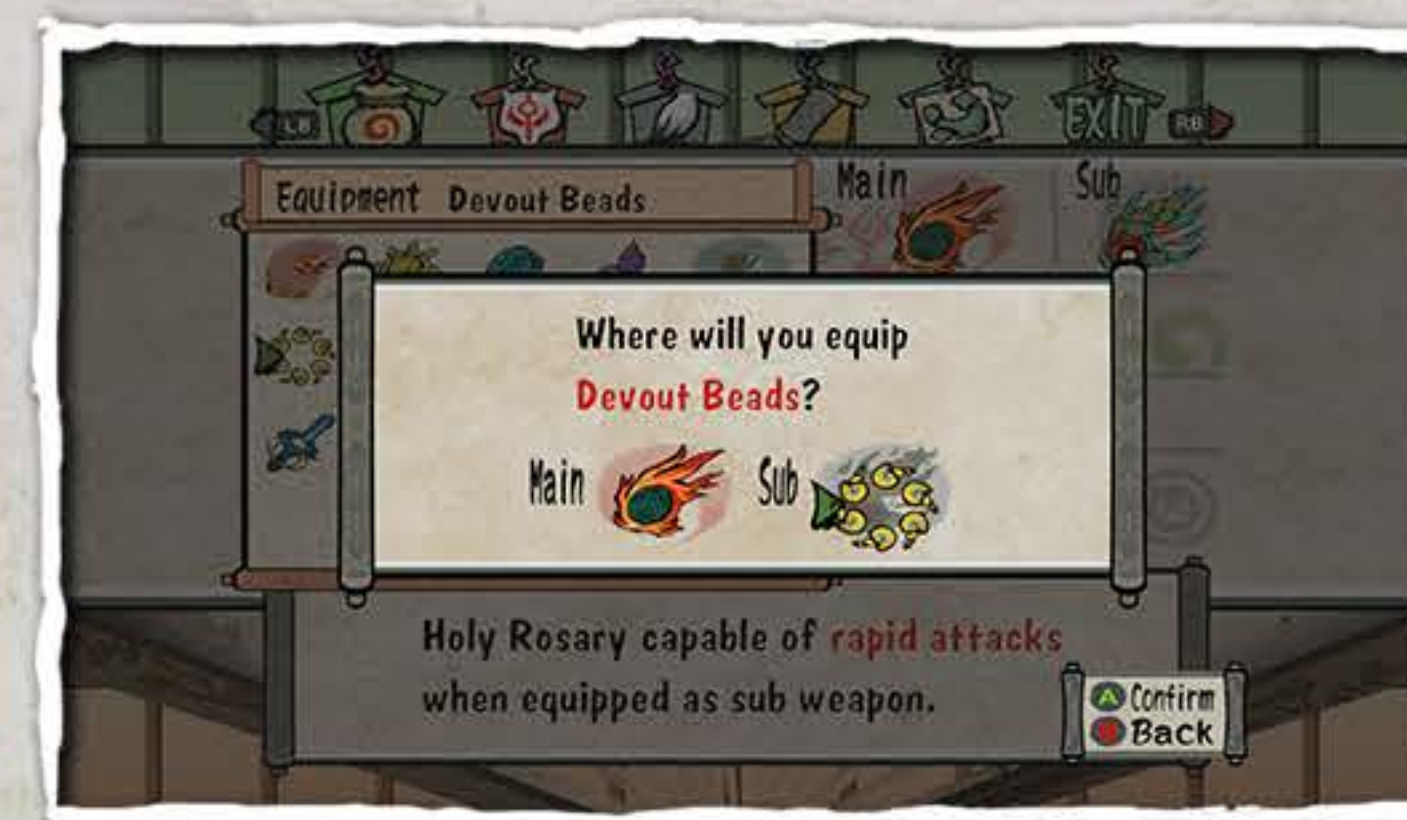 LB
EXIT
RB
Equipment Devout Beads
Main
Sub
Where will you equip
Devout Beads?
Main
Sub
Holy Rosary capable of rapid attacks
when equipped as sub weapon.
A Confirm
B Back